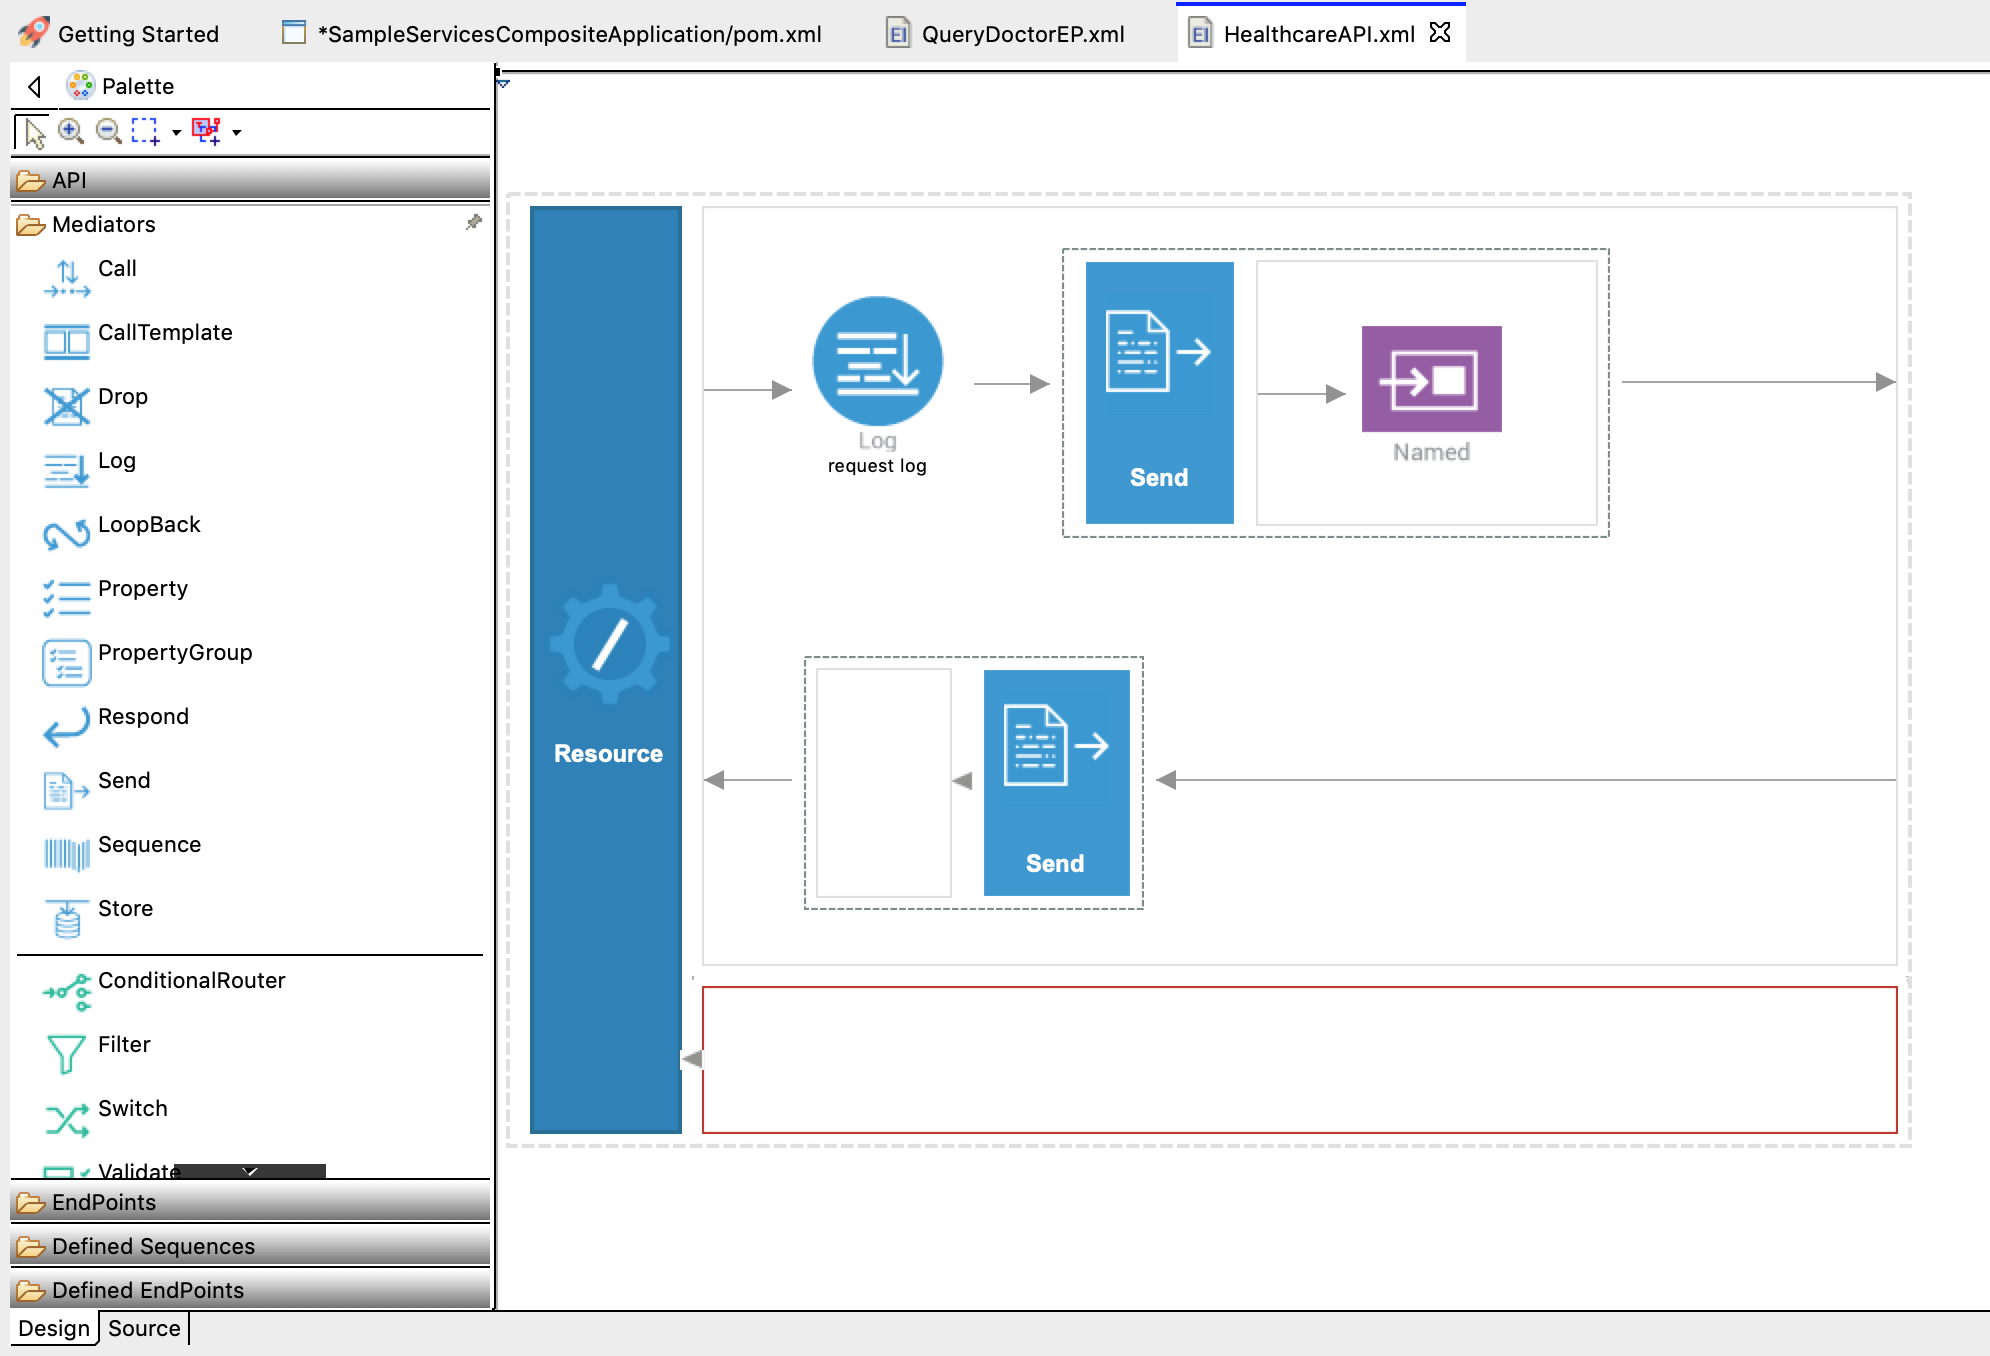 Getting Started
*SampleServicesCompositeApplication/pom.xml
EI QueryDoctorEP.xml
EI HealthcareAPI.xml
Palette
API
Mediators
Call
CallTemplate
Drop
Log
LoopBack
Property
PropertyGroup
Respond
Send
Sequence
Store
ConditionalRouter
Filter
Switch
Validate
EndPoints
Defined Sequences
Defined EndPoints
Design
Source
Resource
Log
request log
Send
Named
Send